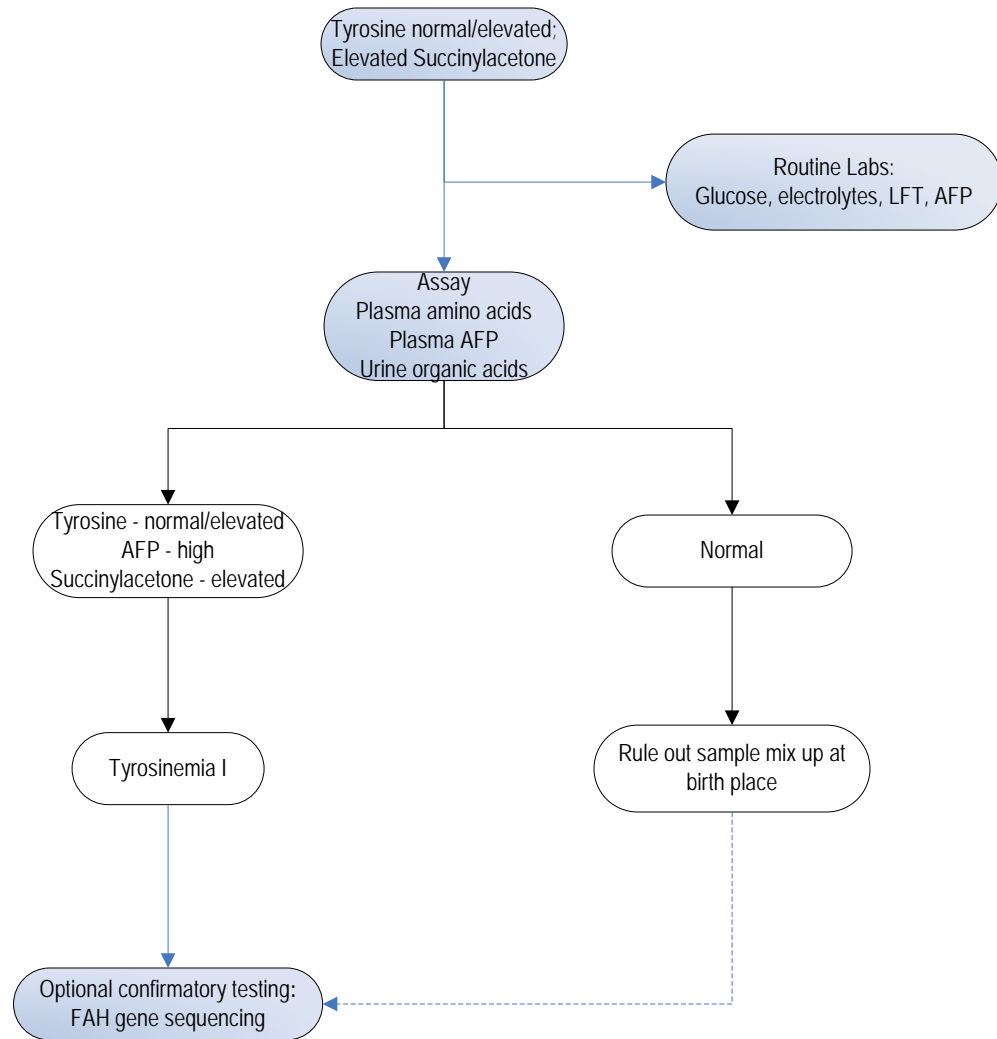 Tyrosine normal/elevated;
Elevated Succinylacetone
Routine Labs:
Glucose, electrolytes, LFT, AFP
Assay
Plasma amino acids
Plasma AFP
Urine organic acids
Tyrosine - normal/elevated
AFP - high
Succinylacetone - elevated
Normal
Tyrosinemia I
Rule out sample mix up at
birth place
Optional confirmatory testing:
FAH gene sequencing